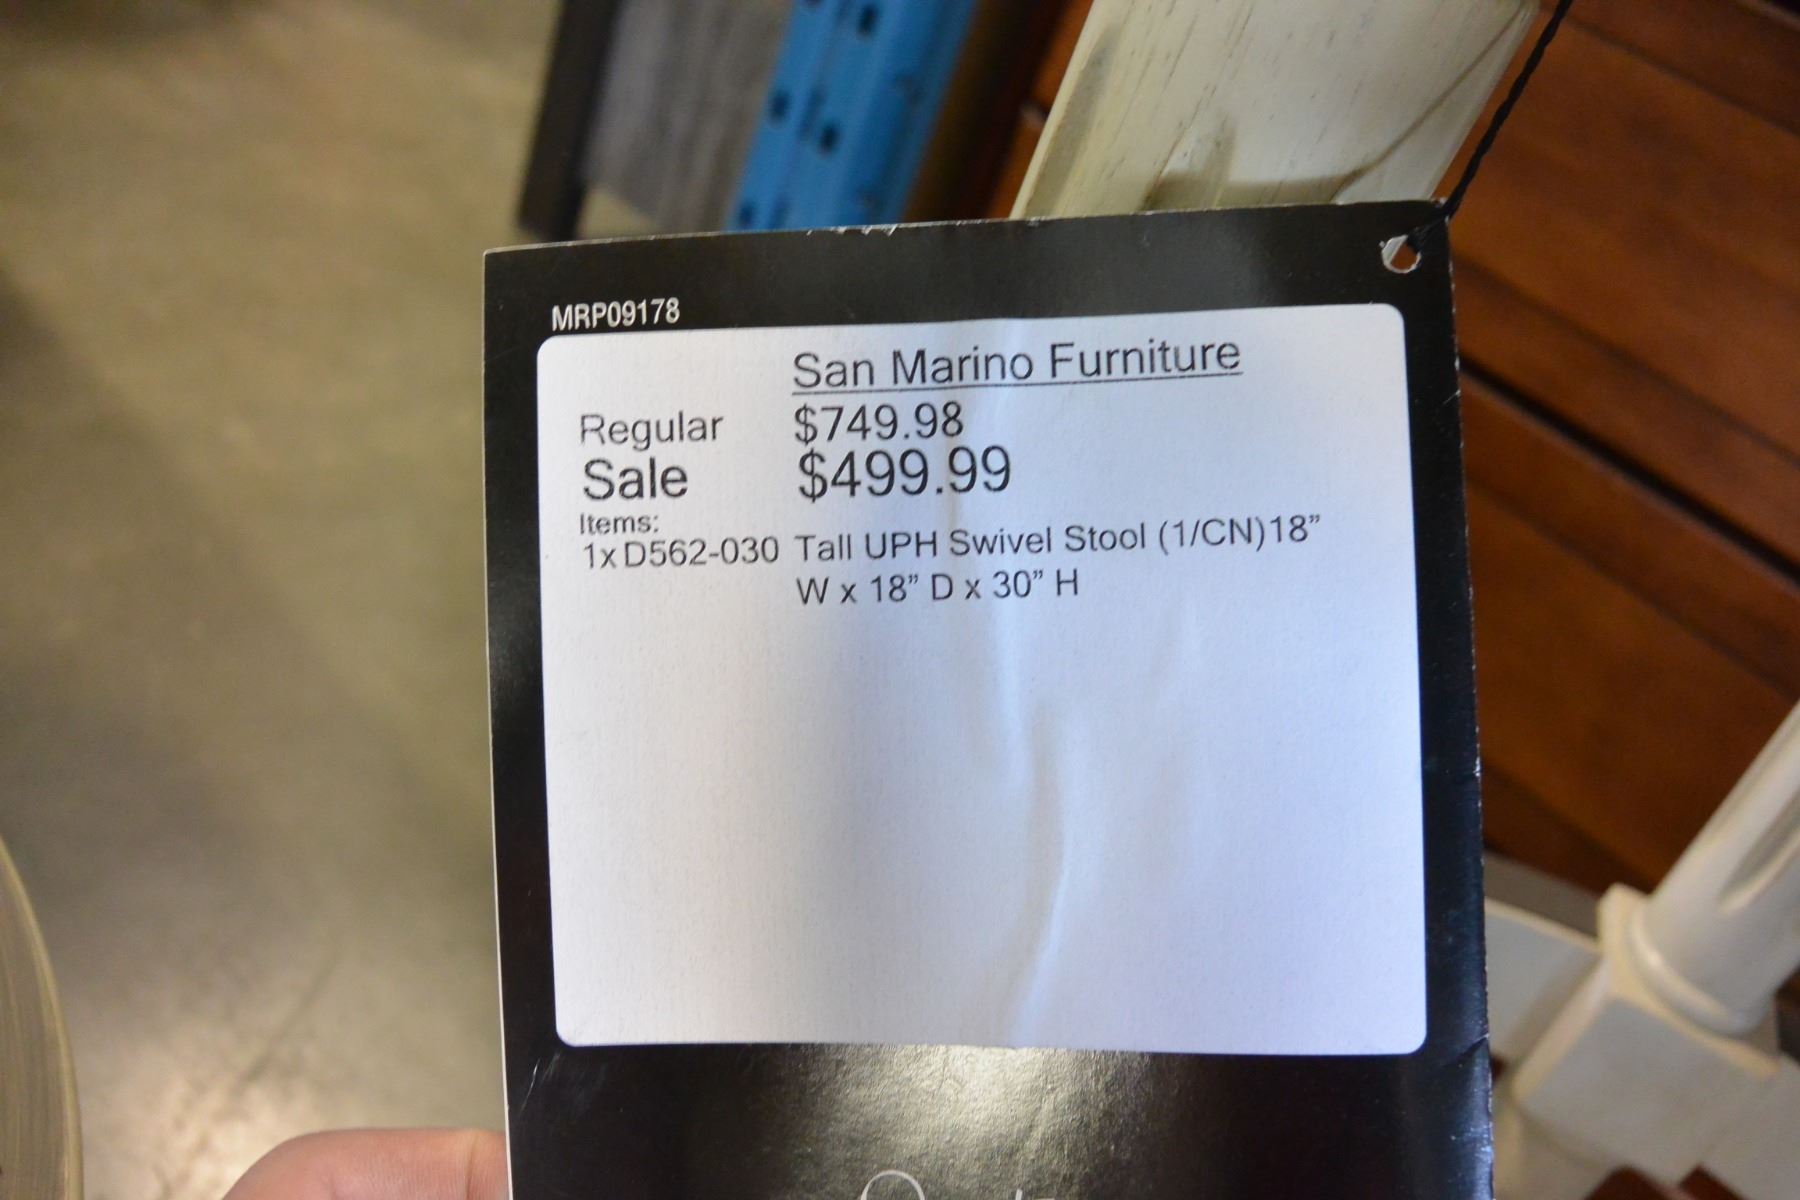 MRP09178
San Marino Furniture
Regular $749.98
Sale $499.99
Items:
1x D562-030 Tall UPH Swivel Stool (1/CN)18”
W x 18” D x 30” H